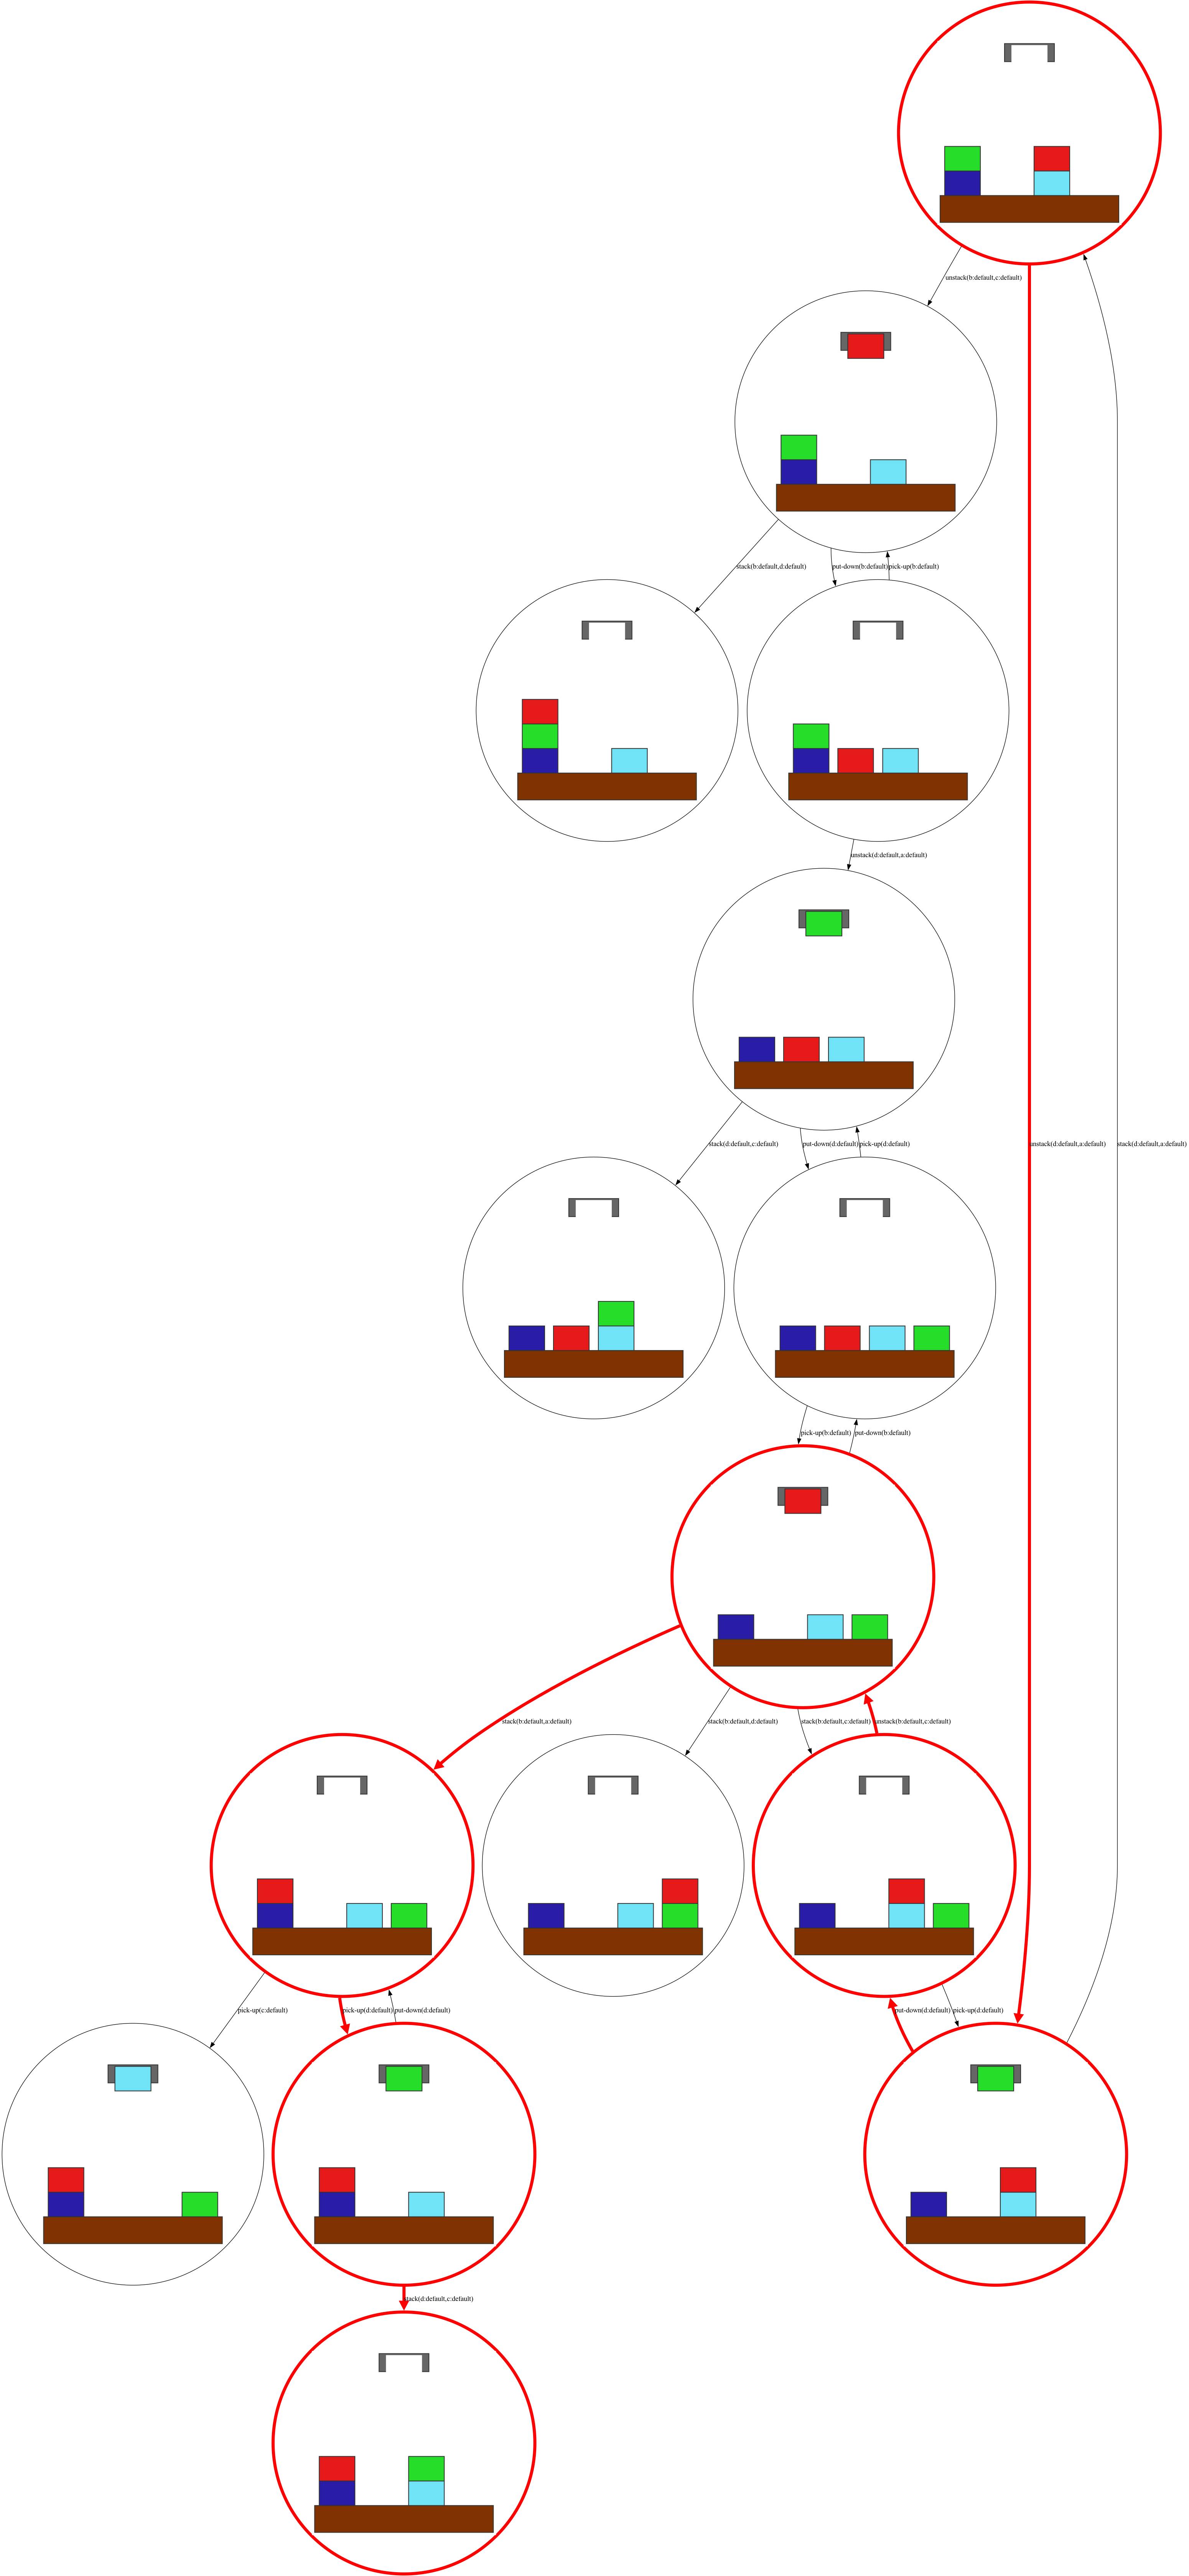 unstack(b:default,c:default)
stack(b:default,d:default)
put-down(b:default)
pick-up(b:default)
unstack(d:default,a:default)
stack(d:default,c:default)
put-down(d:default)
pick-up(d:default)
unstack(d:default,a:default)
stack(d:default,a:default)
pick-up(b:default)
put-down(b:default)
stack(b:default,a:default)
stack(b:default,d:default)
stack(b:default,c:default)
unstack(b:default,c:default)
pick-up(c:default)
pick-up(d:default)
put-down(d:default)
put-down(d:default)
pick-up(d:default)
stack(d:default,c:default)